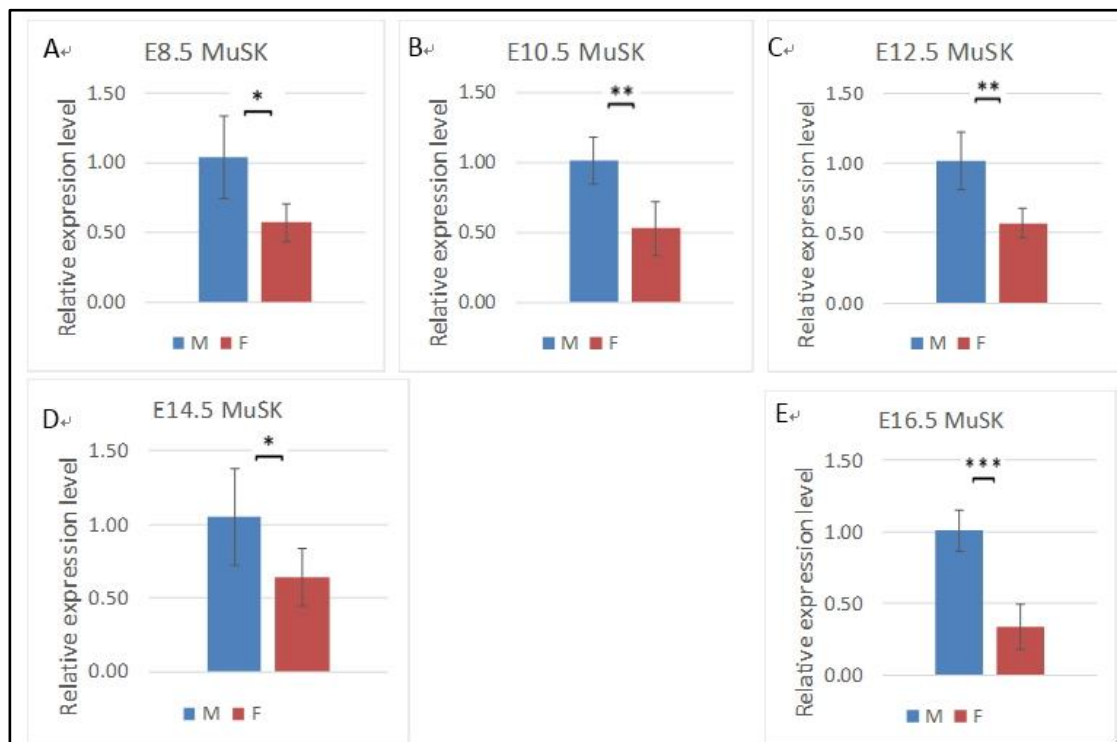 A↵
E8.5 MuSK
*
1.50
1.00
0.50
0.00
Relative expression level
M F
B↵
E10.5 MuSK
**
1.50
1.00
0.50
0.00
Relative expression level
M F
C↵
E12.5 MuSK
**
1.50
1.00
0.50
0.00
Relative expression level
M F
D↵
E14.5 MuSK
*
1.50
1.00
0.50
0.00
Relative expression level
M F
E↵
E16.5 MuSK
***
1.50
1.00
0.50
0.00
Relative expression level
M F